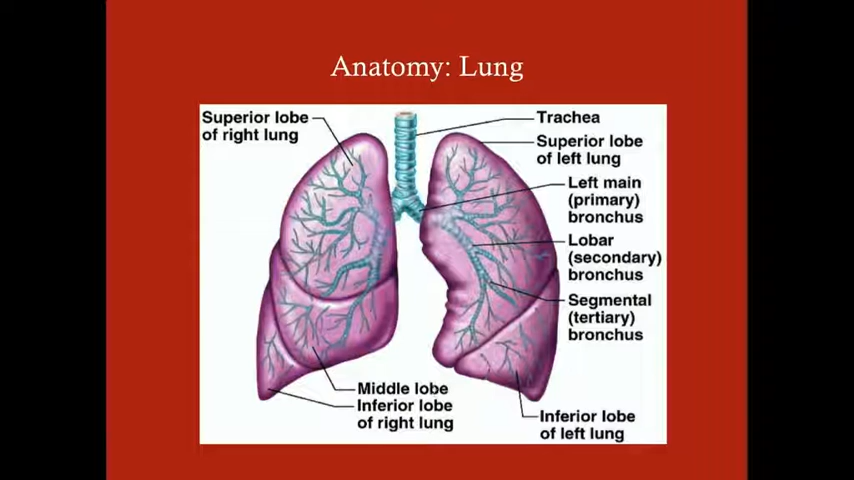 Anatomy: Lung
Superior lobe
of right lung
Trachea
Superior lobe
of left lung
Left main
(primary)
bronchus
Lobar
(secondary)
bronchus
Segmental
(tertiary)
bronchus
Middle lobe
Inferior lobe
of right lung
Inferior lobe
of left lung